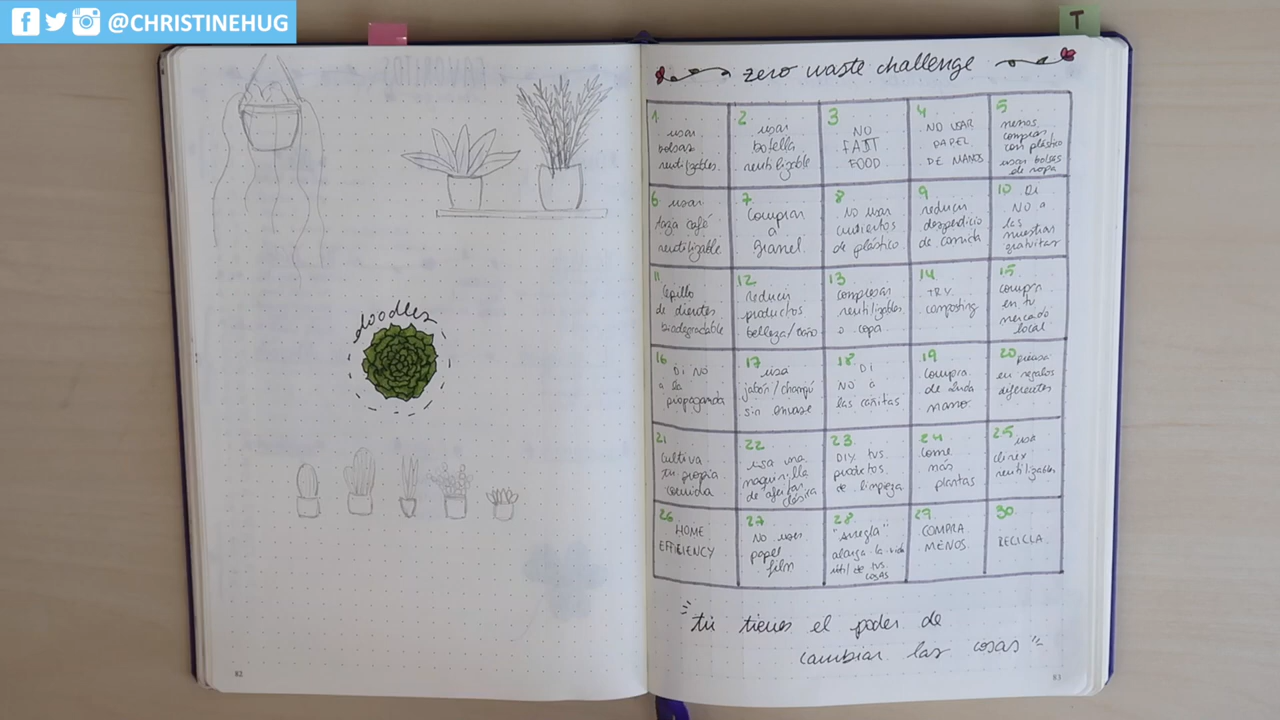 @CHRISTINEHUG
T
doodles
82
zero waste challenge
1
usar
bolsas
reutilizables
2
usar
botella
reutilizable
3
NO
FAST
FOOD
4
NO USAR
PAPEL
DE MANOS
5
menos
compras
con plástico
usar bolsas
de ropa
6 usar
taza café
reutilizable
7
Comprar
a
granel
8
NO usar
cubiertos
de plástico
9
reducir
desperdicio
de comida
10 Di
NO a
las
muestras
gratuitas
11
Cepillo
de dientes
biodegradable
12
reducir
productos
belleza/baño
13
compresas
reutilizables
o copa
14
TRY
composting
15
compra
en tu
mercado
local
16
Di NO
a la
propaganda
17 usa
jabón/champú
sin envase
18 Di
NO a
las cañitas
19
compra
de 2nda
mano
20 piensa
en regalos
diferentes
21
Cultiva
tu propia
comida
22
usa una
maquinilla
de afeitar
clásica
23
DIY tus
productos
de limpieza
24
Come
más
plantas
25
usa
clinex
reutilizables
26
HOME
EFFICIENCY
27
No uses
papel
film
28
"Arregla"
alarga la vida
útil de tus
COSAS
29
COMPRA
MENOS
30
RECICLA
"tú tienes el poder de
cambiar las cosas"
83